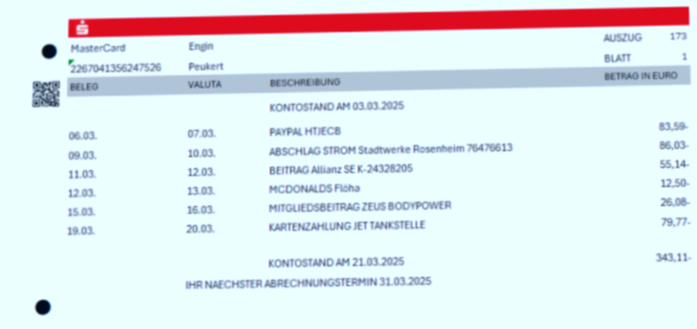 MasterCard Engin AUSZUG 173
2267041356247526 Peukert BLATT 1
BELEG VALUTA BESCHREIBUNG BETRAG IN EURO
KONTOSTAND AM 03.03.2025
06.03. 07.03. PAYPAL HTJECB 83,59-
09.03. 10.03. ABSCHLAG STROM Stadtwerke Rosenheim 76476613 86,03-
11.03. 12.03. BEITRAG Allianz SE K-24328205 55,14-
12.03. 13.03. MCDONALDS Flöha 12,50-
15.03. 16.03. MITGLIEDSBEITRAG ZEUS BODYPOWER 26,08-
19.03. 20.03. KARTENZAHLUNG JET TANKSTELLE 79,77-
KONTOSTAND AM 21.03.2025 343,11-
IHR NAECHSTER ABRECHNUNGSTERMIN 31.03.2025